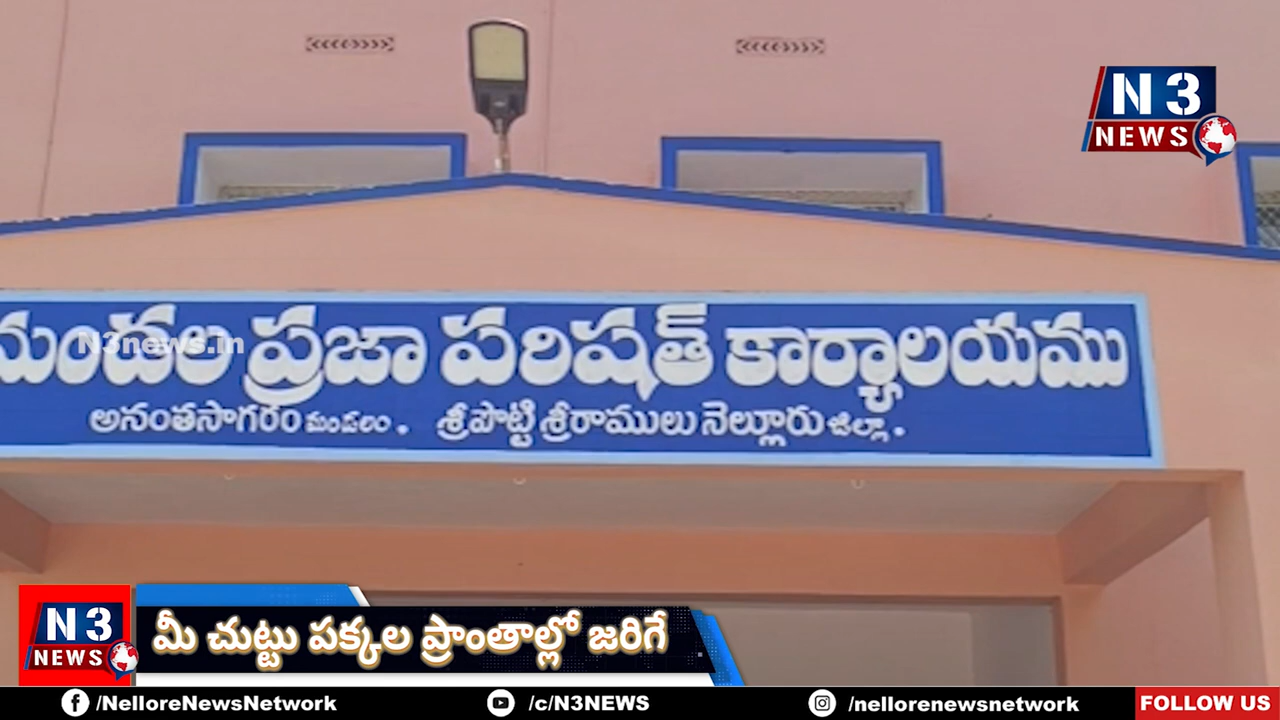 N3
NEWS
మండల ప్రజా పరిషత్ కార్యాలయము
N3news.in
అనంతసాగరం మండలం. శ్రీపొట్టి శ్రీరాములు నెల్లూరు జిల్లా.
N3
NEWS
మీ చుట్టు పక్కల ప్రాంతాల్లో జరిగే
/NelloreNewsNetwork /c/N3NEWS /nellorenewsnetwork FOLLOW US